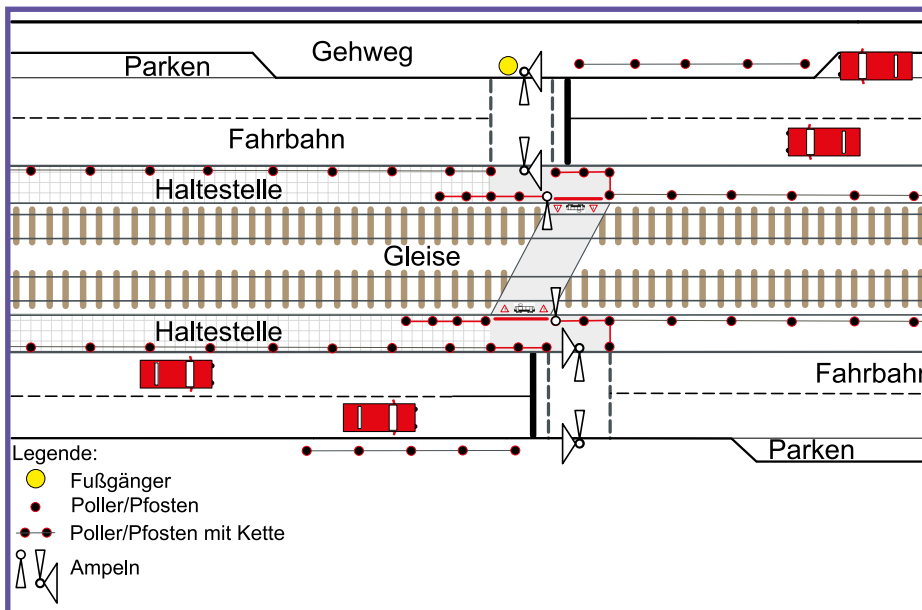 Gehweg
Parken
Fahrbahn
Haltestelle
Gleise
Haltestelle
Fahrbahn
Parken
Legende:
Fußgänger
Poller/Pfosten
Poller/Pfosten mit Kette
Ampeln